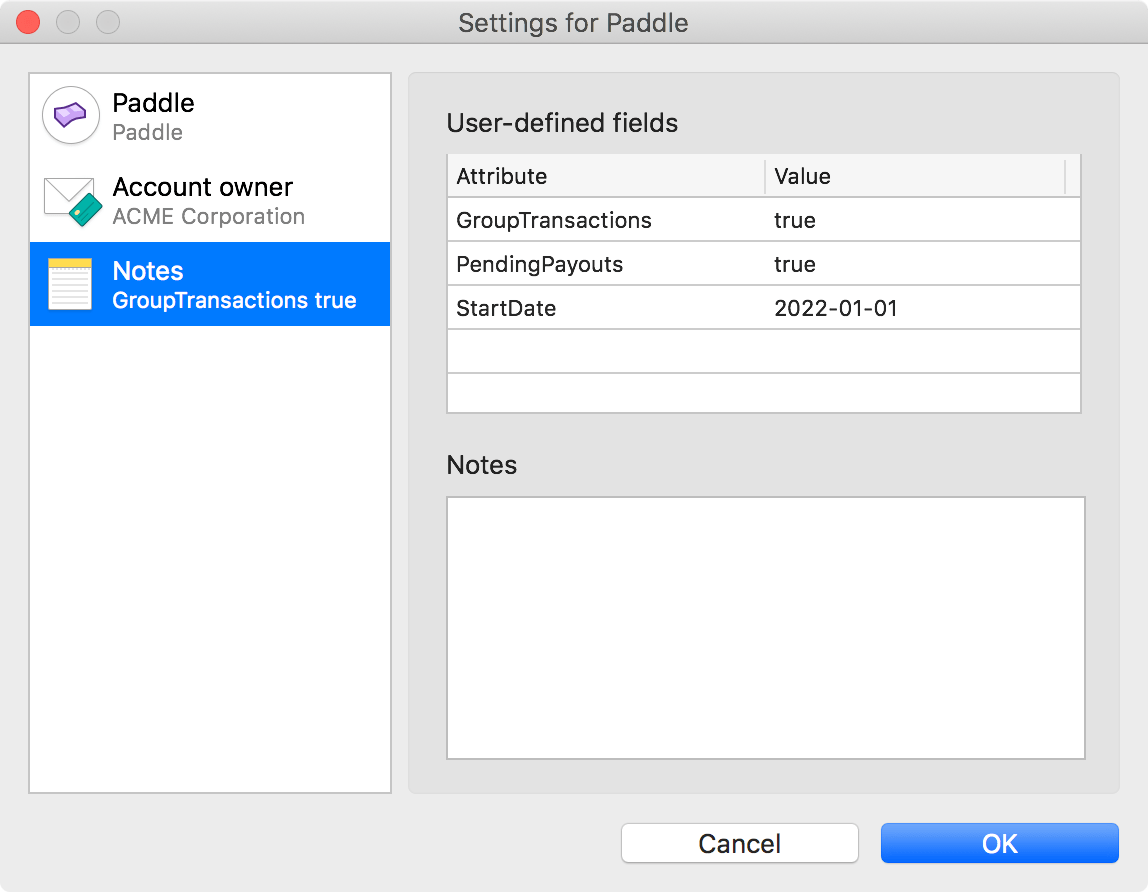 Settings for Paddle
Paddle
Paddle
Account owner
ACME Corporation
Notes
GroupTransactions true
User-defined fields
Attribute Value
GroupTransactions true
PendingPayouts true
StartDate 2022-01-01
Notes
Cancel OK